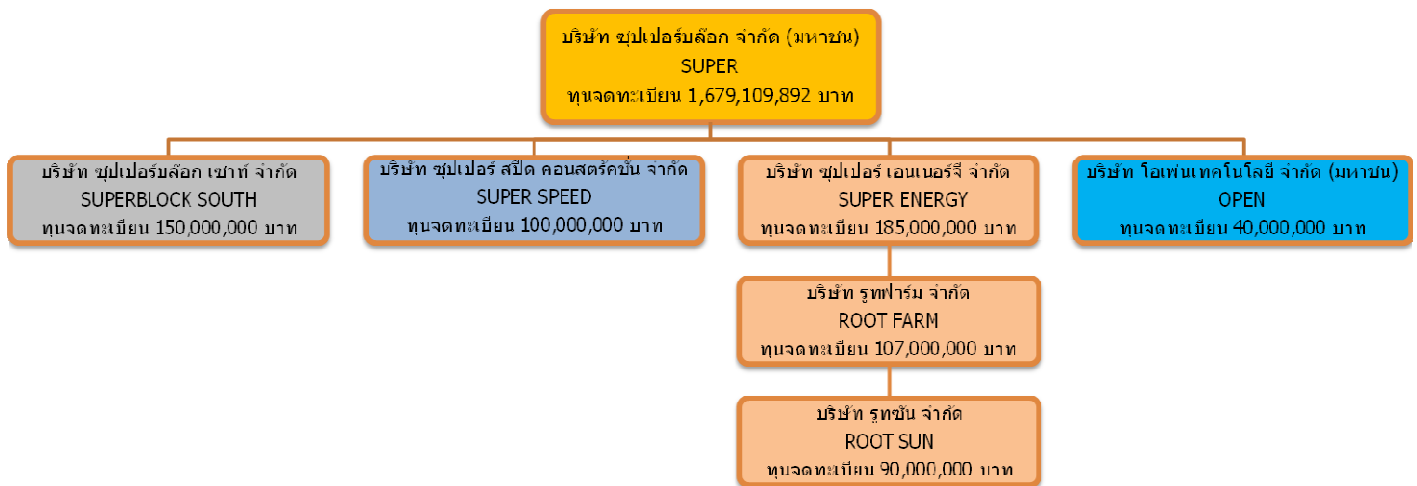 บริษัท ซุปเปอร์บล๊อก จำกัด (มหาชน)
SUPER
ทุนจดทะเบียน 1,679,109,892 บาท
บริษัท ซุปเปอร์บล๊อก เซาท์ จำกัด
SUPERBLOCK SOUTH
ทุนจดทะเบียน 150,000,000 บาท
บริษัท ซุปเปอร์ สปีด คอนสตรัคชั่น จำกัด
SUPER SPEED
ทุนจดทะเบียน 100,000,000 บาท
บริษัท ซุปเปอร์ เอนเนอร์จี จำกัด
SUPER ENERGY
ทุนจดทะเบียน 185,000,000 บาท
บริษัท โอเพ่นเทคโนโลยี จำกัด (มหาชน)
OPEN
ทุนจดทะเบียน 40,000,000 บาท
บริษัท รูทฟาร์ม จำกัด
ROOT FARM
ทุนจดทะเบียน 107,000,000 บาท
บริษัท รูทซัน จำกัด
ROOT SUN
ทุนจดทะเบียน 90,000,000 บาท